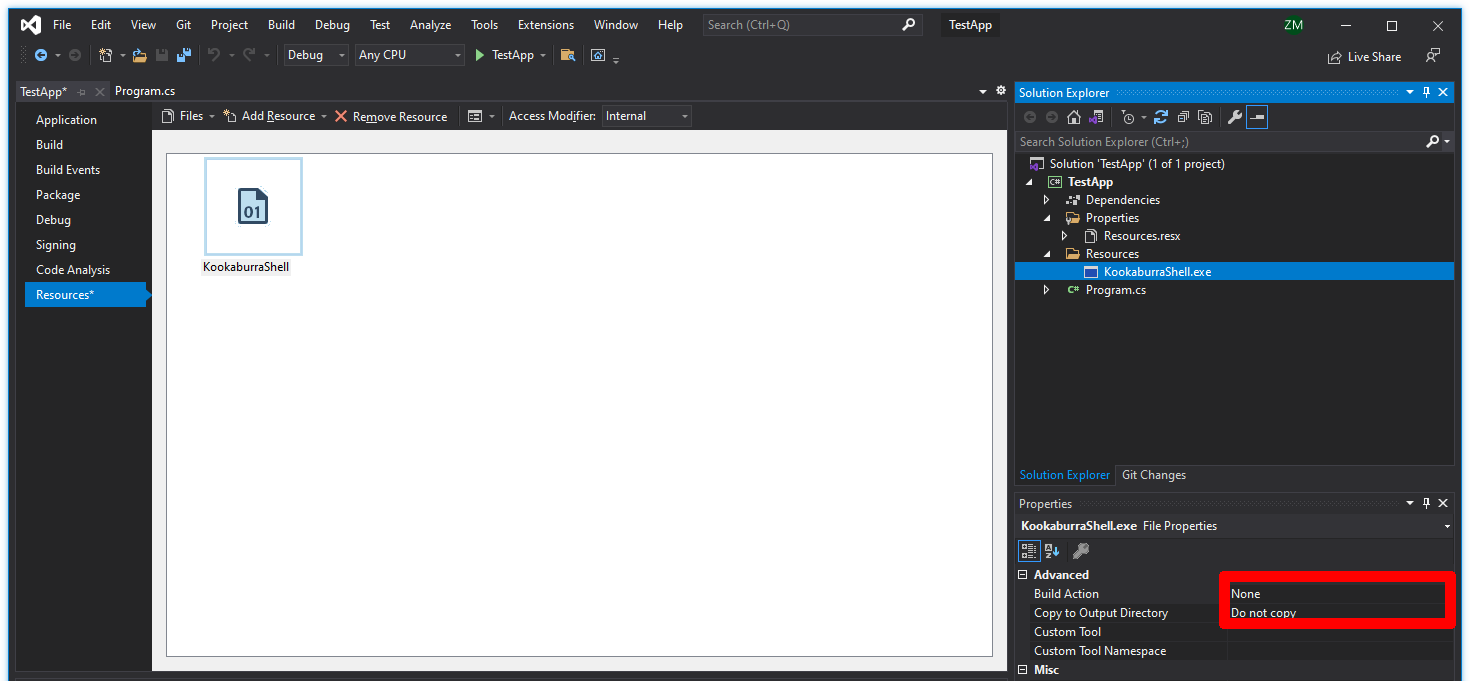 File Edit View Git Project Build Debug Test Analyze Tools Extensions Window Help Search (Ctrl+Q) TestApp ZM
Debug Any CPU TestApp Live Share
TestApp* Program.cs
Application
Build
Build Events
Package
Debug
Signing
Code Analysis
Resources*
Files Add Resource Remove Resource Access Modifier: Internal
01
KookaburraShell
Solution Explorer
Search Solution Explorer (Ctrl+;)
Solution 'TestApp' (1 of 1 project)
C# TestApp
Dependencies
Properties
Resources.resx
Resources
KookaburraShell.exe
C# Program.cs
Solution Explorer Git Changes
Properties
KookaburraShell.exe File Properties
Advanced
Build Action None
Copy to Output Directory Do not copy
Custom Tool
Custom Tool Namespace
Misc